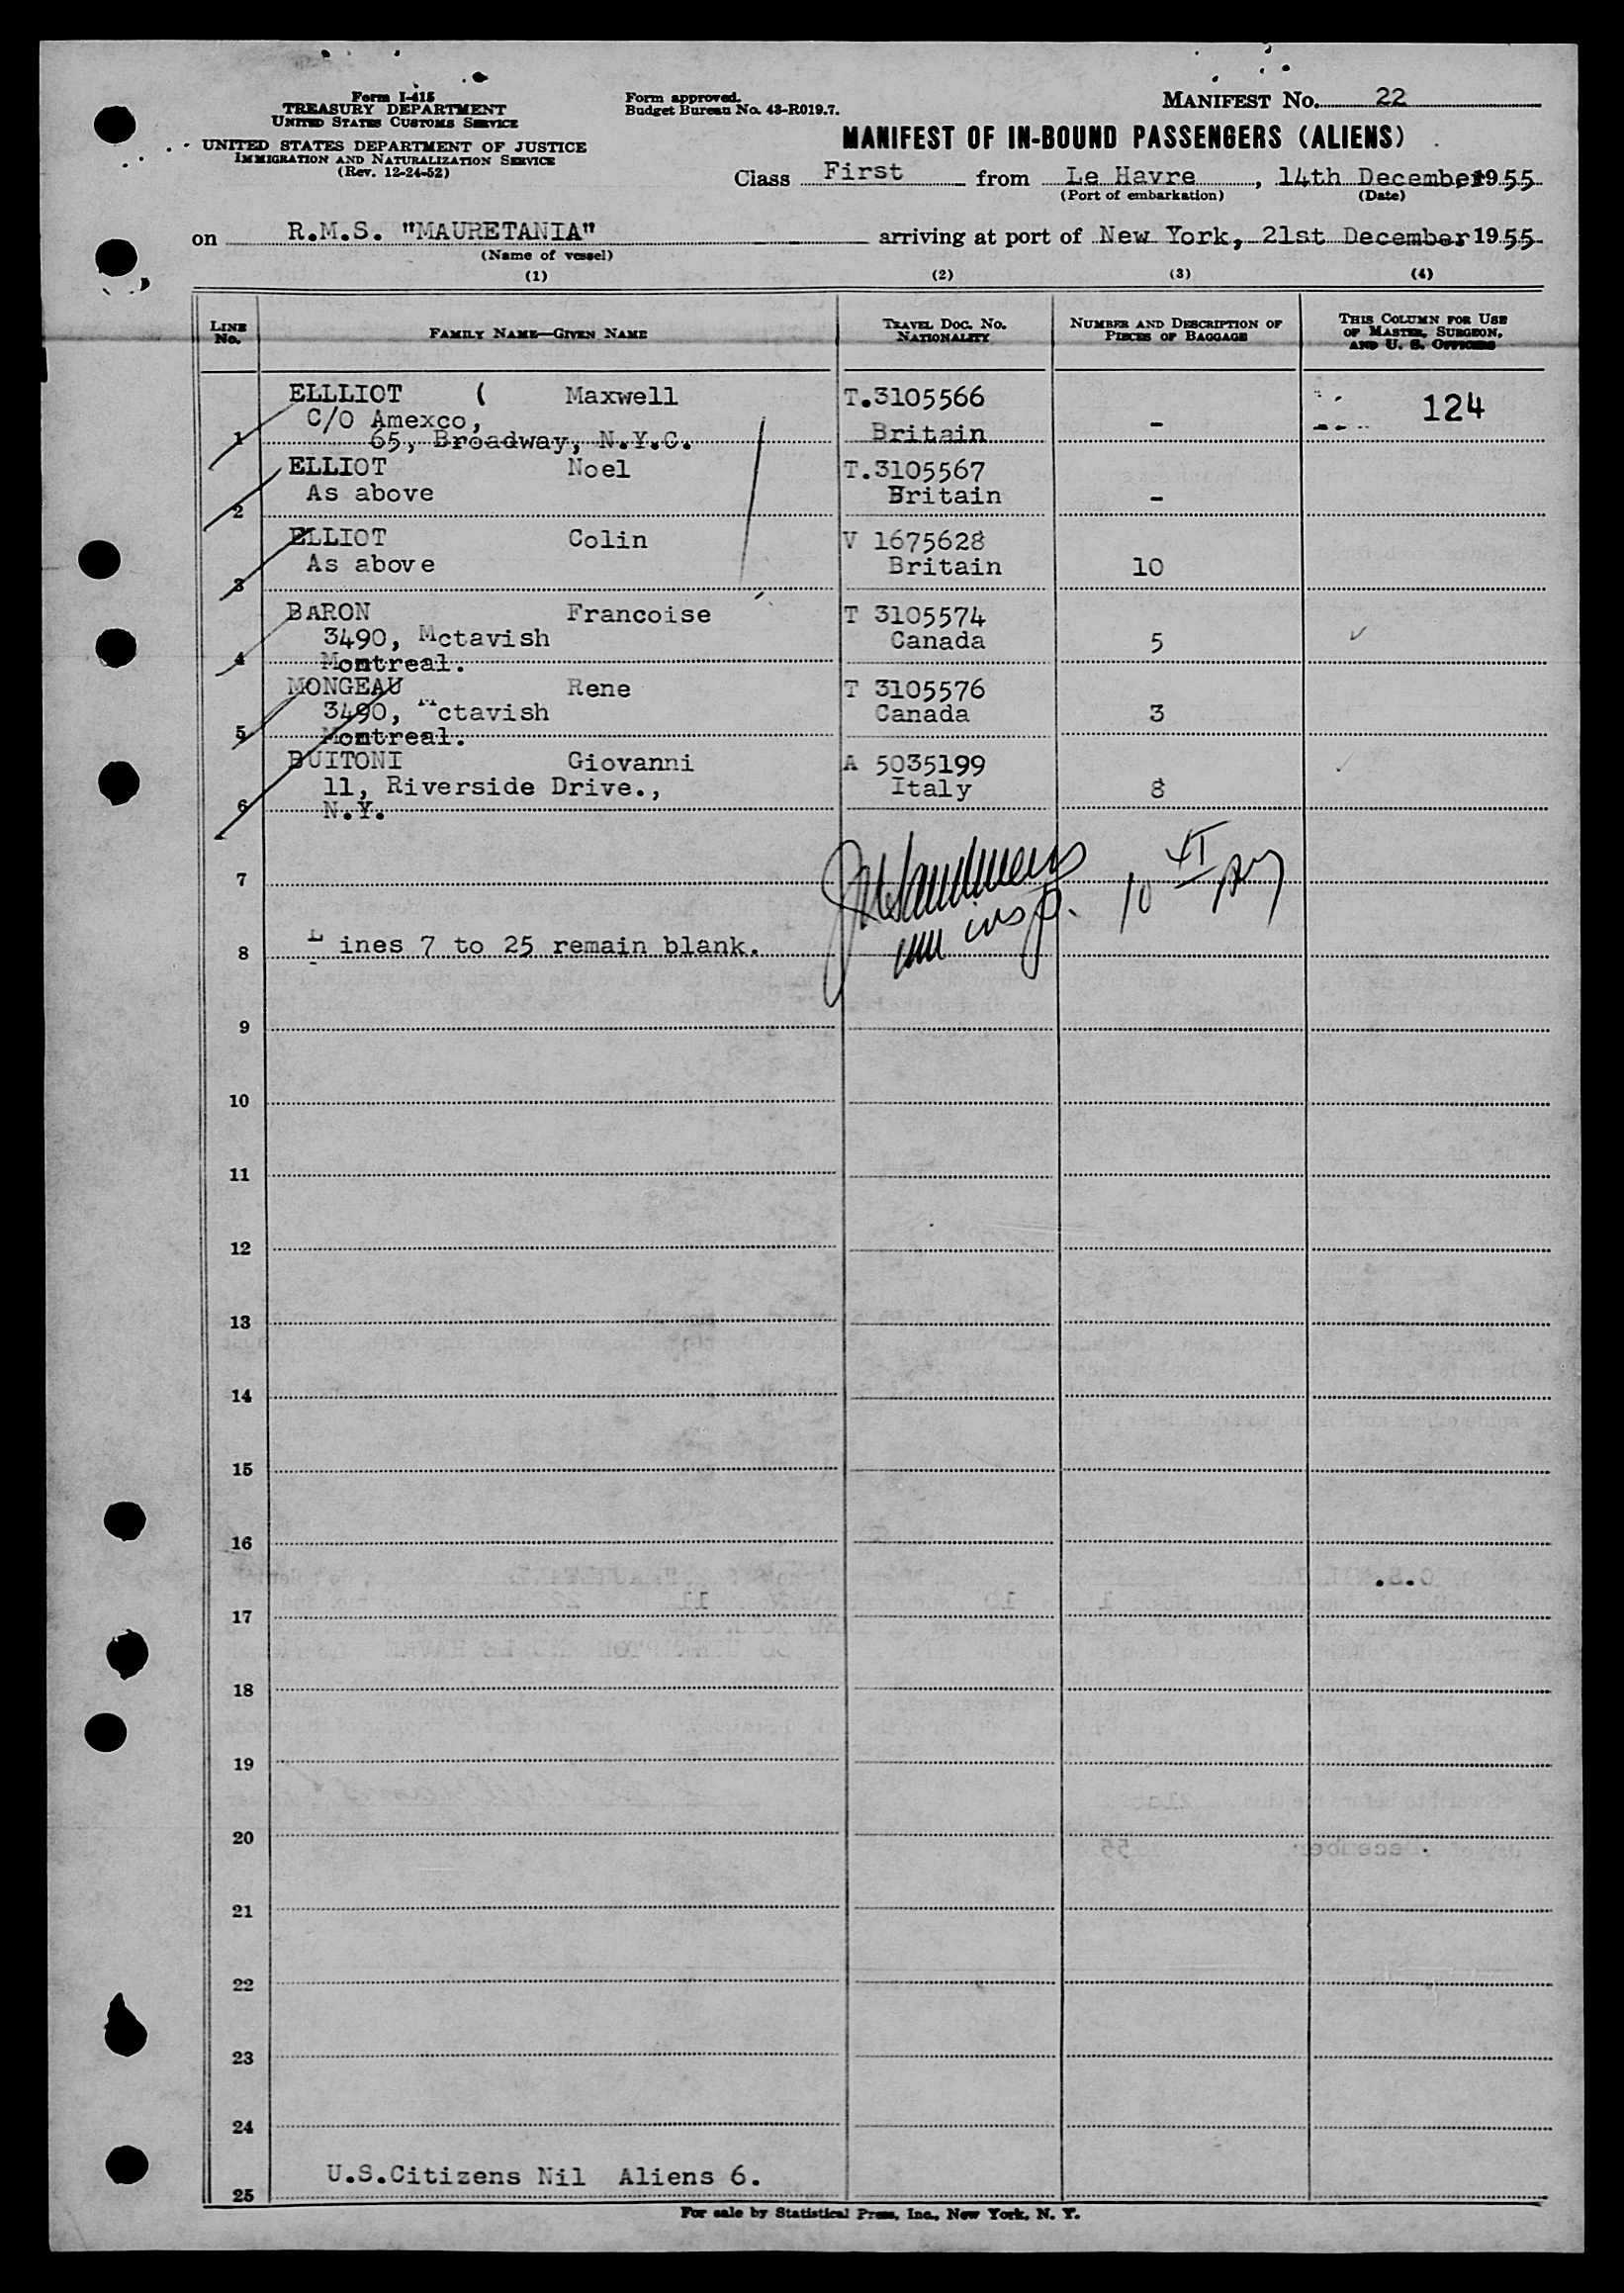 Form I-415
TREASURY DEPARTMENT
UNITED STATES CUSTOMS SERVICE
UNITED STATES DEPARTMENT OF JUSTICE
IMMIGRATION AND NATURALIZATION SERVICE
(Rev. 12-24-52)
Form approved.
Budget Bureau No. 43-R019.7.
MANIFEST No. 22
MANIFEST OF IN-BOUND PASSENGERS (ALIENS)
Class First from Le Havre, 14th December, 1955
(Port of embarkation) (Date)
on R.M.S. "MAURETANIA" arriving at port of New York, 21st December 1955
(Name of vessel)
(1) (2) (3) (4)
LINE No. FAMILY NAME—GIVEN NAME TRAVEL DOC. No. NATIONALITY NUMBER AND DESCRIPTION OF PIECES OF BAGGAGE THIS COLUMN FOR USE OF MASTER, SURGEON, AND U. S. OFFICERS
ELLLIOT ( Maxwell T.3105566
C/O Amexco, 124
1 65, Broadway, N.Y.C. Britain -
ELLIOT Noel T.3105567
As above Britain -
2
ELLIOT Colin V 1675628
As above Britain 10
3
BARON Francoise T 3105574
3490, Mctavish Canada 5
4 Montreal.
MONGEAU Rene T 3105576
3490, Mctavish Canada 3
5 Montreal.
BUITONI Giovanni A 5035199
11, Riverside Drive., Italy 8
6 N.Y.
7
8 Lines 7 to 25 remain blank.
9
10
11
12
13
14
15
16
17
18
19
20
21
22
23
24
U.S.Citizens Nil Aliens 6.
25
For sale by Statistical Press, Inc., New York, N. Y.